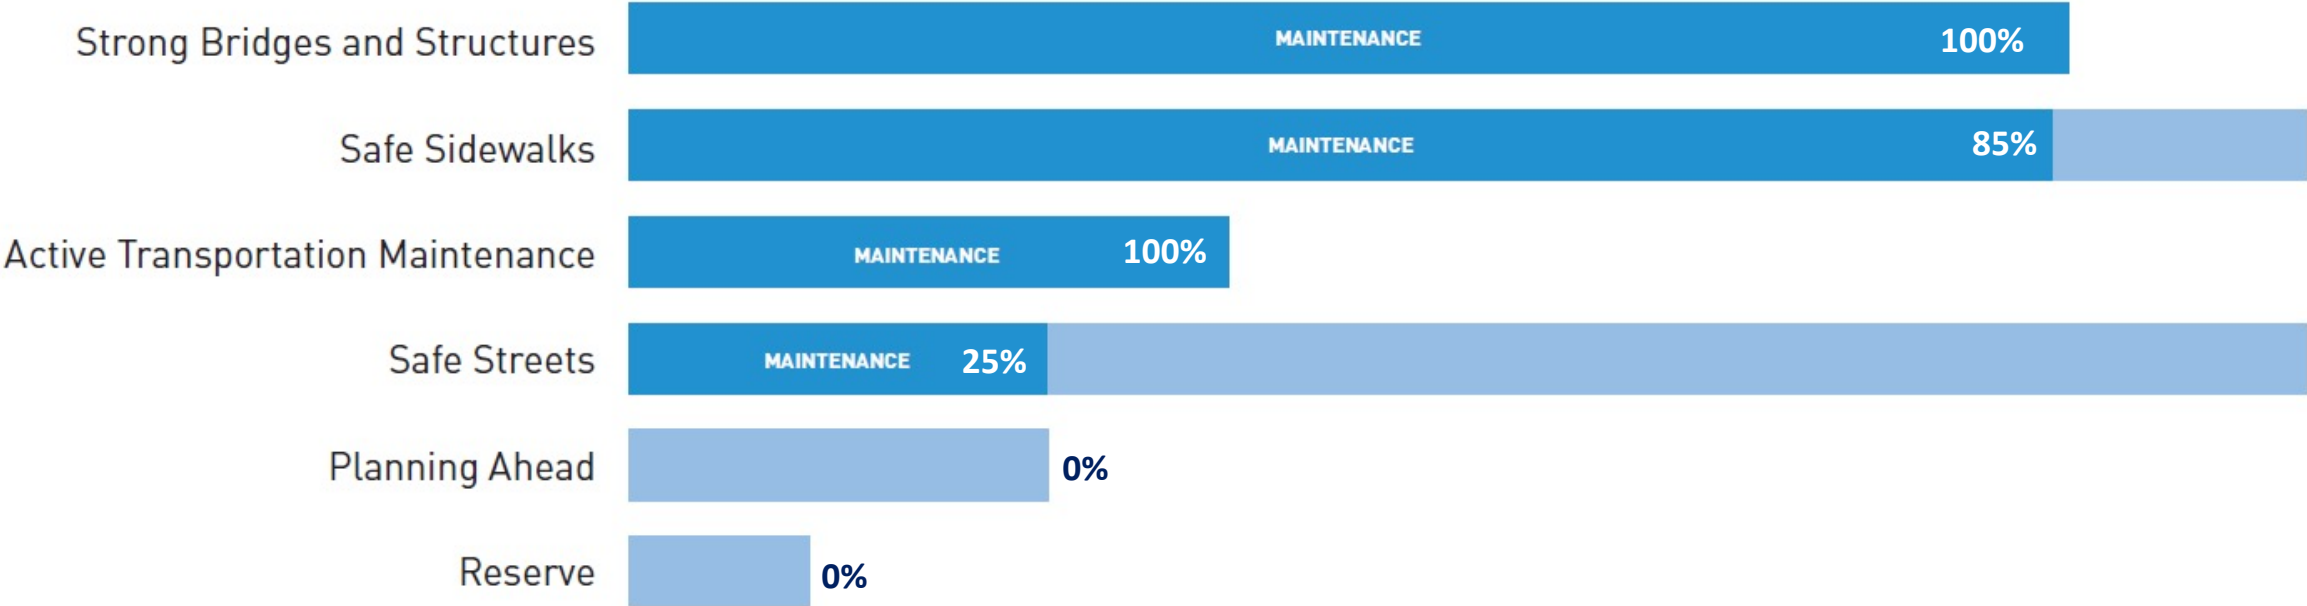 Strong Bridges and Structures MAINTENANCE 100%
Safe Sidewalks MAINTENANCE 85%
Active Transportation Maintenance MAINTENANCE 100%
Safe Streets MAINTENANCE 25%
Planning Ahead 0%
Reserve 0%